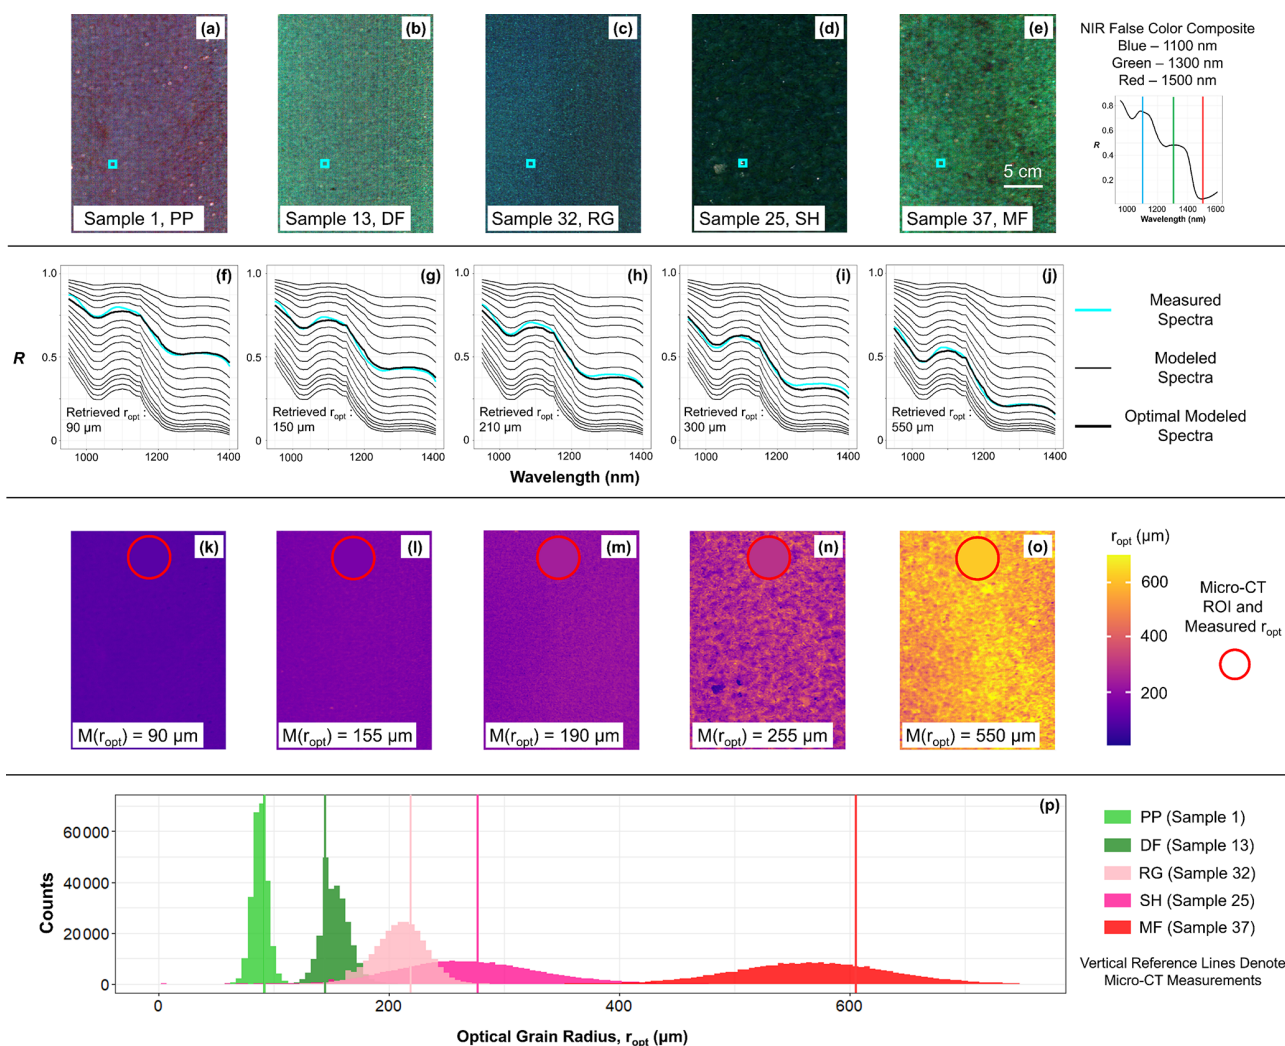 (a)
(b)
(c)
(d)
(e)
Sample 1, PP
Sample 13, DF
Sample 32, RG
Sample 25, SH
Sample 37, MF
5 cm
NIR False Color Composite
Blue – 1100 nm
Green – 1300 nm
Red – 1500 nm
0.8
0.6
R
0.4
0.2
1000 1200 1400 1600
Wavelength (nm)
(f)
(g)
(h)
(i)
(j)
1.0 1.0 1.0 1.0 1.0
R
0.5 0.5 0.5 0.5 0.5
0 0 0 0 0
Retrieved ropt :
90 µm
Retrieved ropt :
150 µm
Retrieved ropt :
210 µm
Retrieved ropt :
300 µm
Retrieved ropt :
550 µm
1000 1200 1400 1000 1200 1400 1000 1200 1400 1000 1200 1400 1000 1200 1400
Wavelength (nm)
Measured
Spectra
Modeled
Spectra
Optimal Modeled
Spectra
(k)
(l)
(m)
(n)
(o)
M(ropt) = 90 µm
M(ropt) = 155 µm
M(ropt) = 190 µm
M(ropt) = 255 µm
M(ropt) = 550 µm
ropt (µm)
600
400
200
Micro-CT
ROI and
Measured ropt
(p)
Counts
60 000
40 000
20 000
0
0 200 400 600
Optical Grain Radius, ropt (µm)
PP (Sample 1)
DF (Sample 13)
RG (Sample 32)
SH (Sample 25)
MF (Sample 37)
Vertical Reference Lines Denote
Micro-CT Measurements